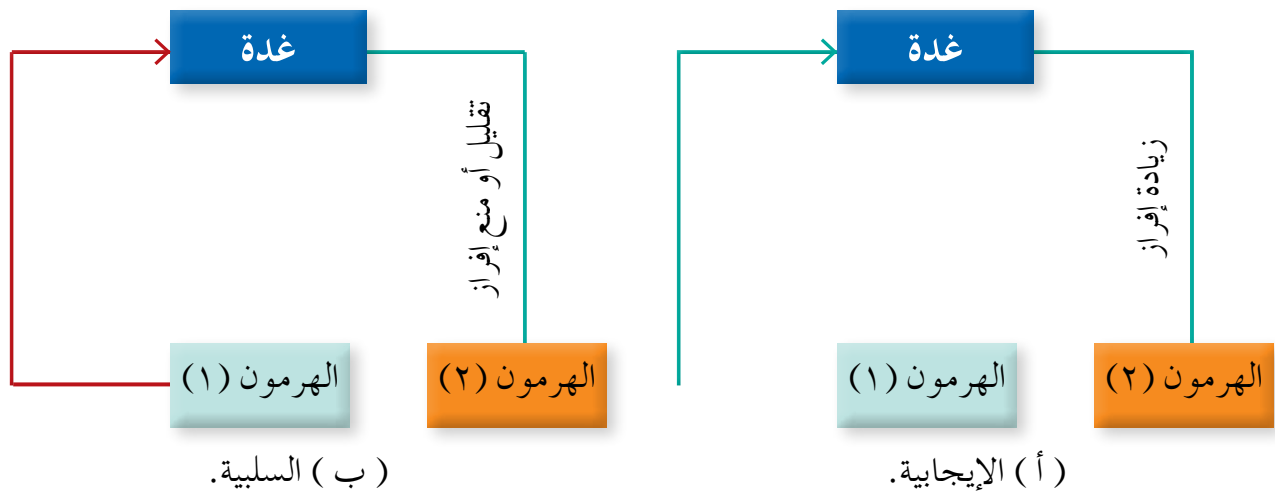 غدة
زيادة إفراز
الهرمون (١)
الهرمون (٢)
( أ ) الإيجابية.
غدة
تقليل أو منع إفراز
الهرمون (١)
الهرمون (٢)
( ب ) السلبية.